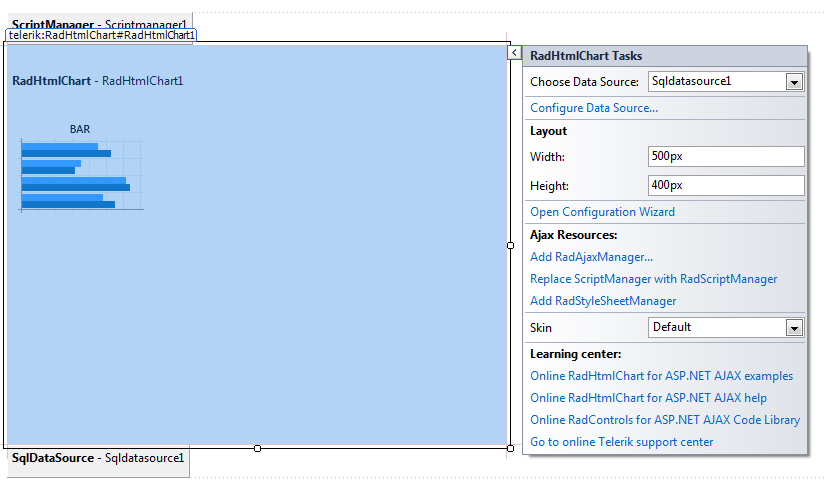 ScriptManager - Scriptmanager1
telerik:RadHtmlChart#RadHtmlChart1
RadHtmlChart - RadHtmlChart1
BAR
SqlDataSource - Sqldatasource1
RadHtmlChart Tasks
Choose Data Source: Sqldatasource1
Configure Data Source...
Layout
Width: 500px
Height: 400px
Open Configuration Wizard
Ajax Resources:
Add RadAjaxManager...
Replace ScriptManager with RadScriptManager
Add RadStyleSheetManager
Skin Default
Learning center:
Online RadHtmlChart for ASP.NET AJAX examples
Online RadHtmlChart for ASP.NET AJAX help
Online RadControls for ASP.NET AJAX Code Library
Go to online Telerik support center